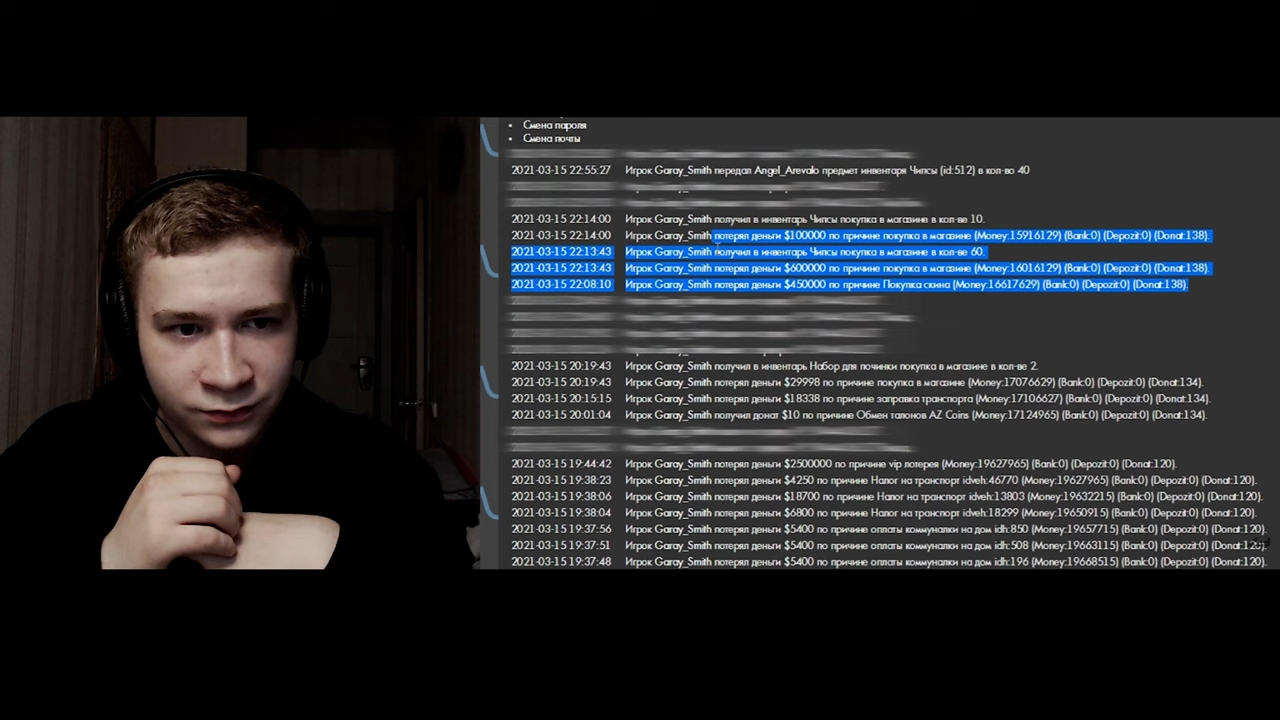 • Смена пароля
• Смена почты
2021-03-15 22:55:27 Игрок Garay_Smith передал Angel_Arevalo предмет инвентаря Чипсы (id:512) в кол-во 40
2021-03-15 22:14:00 Игрок Garay_Smith получил в инвентарь Чипсы покупка в магазине в кол-ве 10.
2021-03-15 22:14:00 Игрок Garay_Smith потерял деньги $100000 по причине покупка в магазине (Money:15916129) (Bank:0) (Depozit:0) (Donat:138).
2021-03-15 22:13:43 Игрок Garay_Smith получил в инвентарь Чипсы покупка в магазине в кол-ве 60.
2021-03-15 22:13:43 Игрок Garay_Smith потерял деньги $600000 по причине покупка в магазине (Money:16016129) (Bank:0) (Depozit:0) (Donat:138).
2021-03-15 22:08:10 Игрок Garay_Smith потерял деньги $450000 по причине Покупка скина (Money:16617629) (Bank:0) (Depozit:0) (Donat:138).
2021-03-15 20:19:43 Игрок Garay_Smith получил в инвентарь Набор для починки покупка в магазине в кол-ве 2.
2021-03-15 20:19:43 Игрок Garay_Smith потерял деньги $29998 по причине покупка в магазине (Money:17076629) (Bank:0) (Depozit:0) (Donat:134).
2021-03-15 20:15:15 Игрок Garay_Smith потерял деньги $18338 по причине заправка транспорта (Money:17106627) (Bank:0) (Depozit:0) (Donat:134).
2021-03-15 20:01:04 Игрок Garay_Smith получил донат $10 по причине Обмен талонов AZ Coins (Money:17124965) (Bank:0) (Depozit:0) (Donat:134).
2021-03-15 19:44:42 Игрок Garay_Smith потерял деньги $2500000 по причине vip лотерея (Money:19627965) (Bank:0) (Depozit:0) (Donat:120).
2021-03-15 19:38:23 Игрок Garay_Smith потерял деньги $4250 по причине Налог на транспорт idveh:46770 (Money:19627965) (Bank:0) (Depozit:0) (Donat:120).
2021-03-15 19:38:06 Игрок Garay_Smith потерял деньги $18700 по причине Налог на транспорт idveh:13803 (Money:19632215) (Bank:0) (Depozit:0) (Donat:120).
2021-03-15 19:38:04 Игрок Garay_Smith потерял деньги $6800 по причине Налог на транспорт idveh:18299 (Money:19650915) (Bank:0) (Depozit:0) (Donat:120).
2021-03-15 19:37:56 Игрок Garay_Smith потерял деньги $5400 по причине оплаты коммуналки на дом idh:850 (Money:19657715) (Bank:0) (Depozit:0) (Donat:120).
2021-03-15 19:37:51 Игрок Garay_Smith потерял деньги $5400 по причине оплаты коммуналки на дом idh:508 (Money:19663115) (Bank:0) (Depozit:0) (Donat:120).
2021-03-15 19:37:48 Игрок Garay_Smith потерял деньги $5400 по причине оплаты коммуналки на дом idh:196 (Money:19668515) (Bank:0) (Depozit:0) (Donat:120).